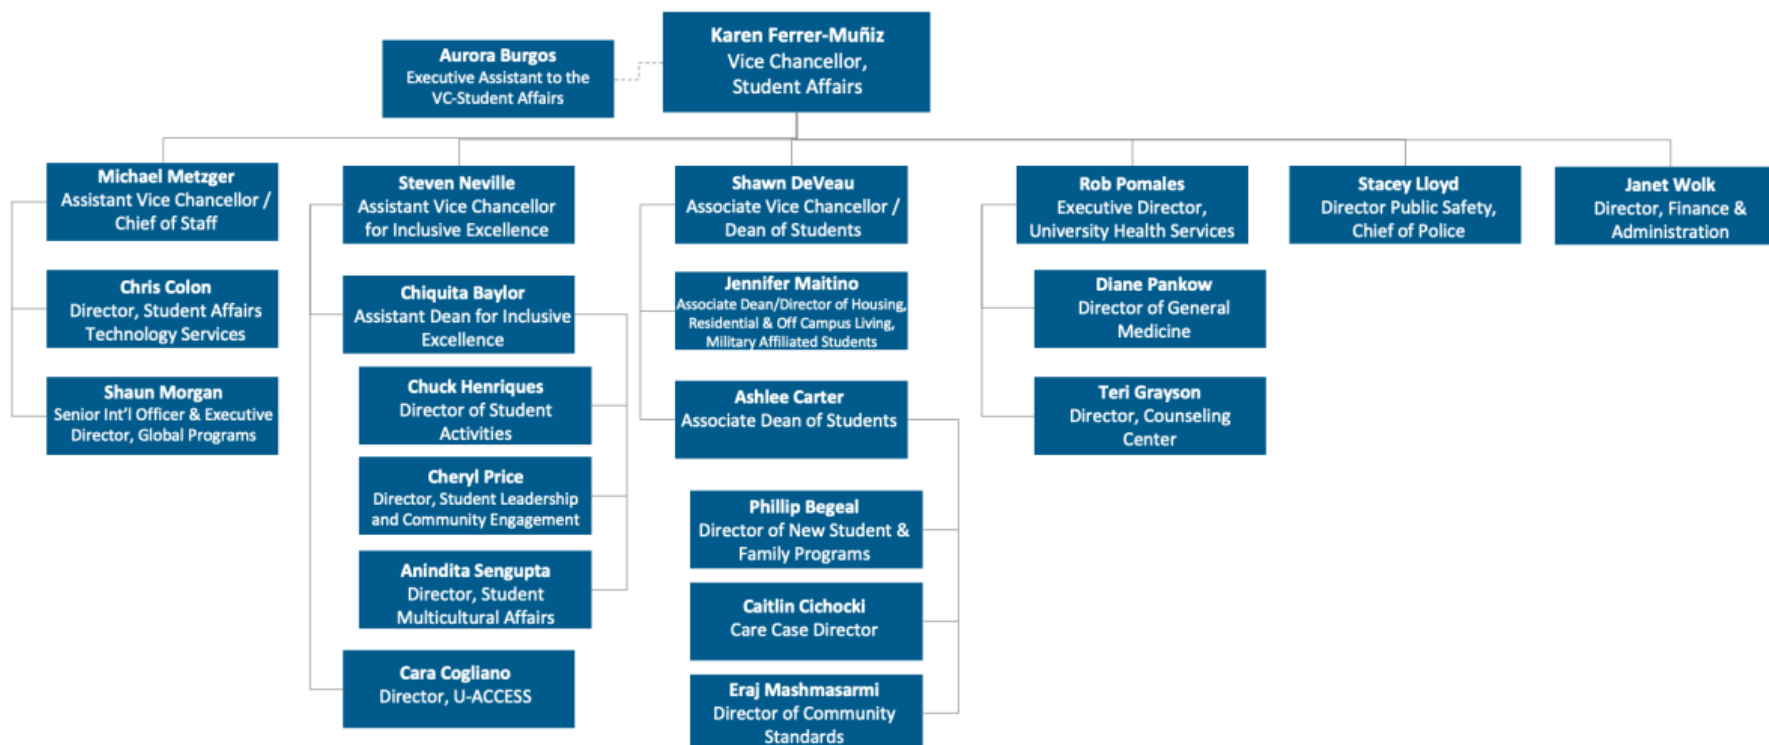 Karen Ferrer-Muñiz
Vice Chancellor,
Student Affairs
Aurora Burgos
Executive Assistant to the
VC-Student Affairs
Michael Metzger
Assistant Vice Chancellor /
Chief of Staff
Chris Colon
Director, Student Affairs
Technology Services
Shaun Morgan
Senior Int'l Officer & Executive
Director, Global Programs
Steven Neville
Assistant Vice Chancellor
for Inclusive Excellence
Chiquita Baylor
Assistant Dean for Inclusive
Excellence
Chuck Henriques
Director of Student
Activities
Cheryl Price
Director, Student Leadership
and Community Engagement
Anindita Sengupta
Director, Student
Multicultural Affairs
Cara Cogliano
Director, U-ACCESS
Shawn DeVeau
Associate Vice Chancellor /
Dean of Students
Jennifer Maitino
Associate Dean/Director of Housing,
Residential & Off Campus Living,
Military Affiliated Students
Ashlee Carter
Associate Dean of Students
Phillip Begeal
Director of New Student &
Family Programs
Caitlin Cichocki
Care Case Director
Eraj Mashmasarmi
Director of Community
Standards
Rob Pomales
Executive Director,
University Health Services
Diane Pankow
Director of General
Medicine
Teri Grayson
Director, Counseling
Center
Stacey Lloyd
Director Public Safety,
Chief of Police
Janet Wolk
Director, Finance &
Administration